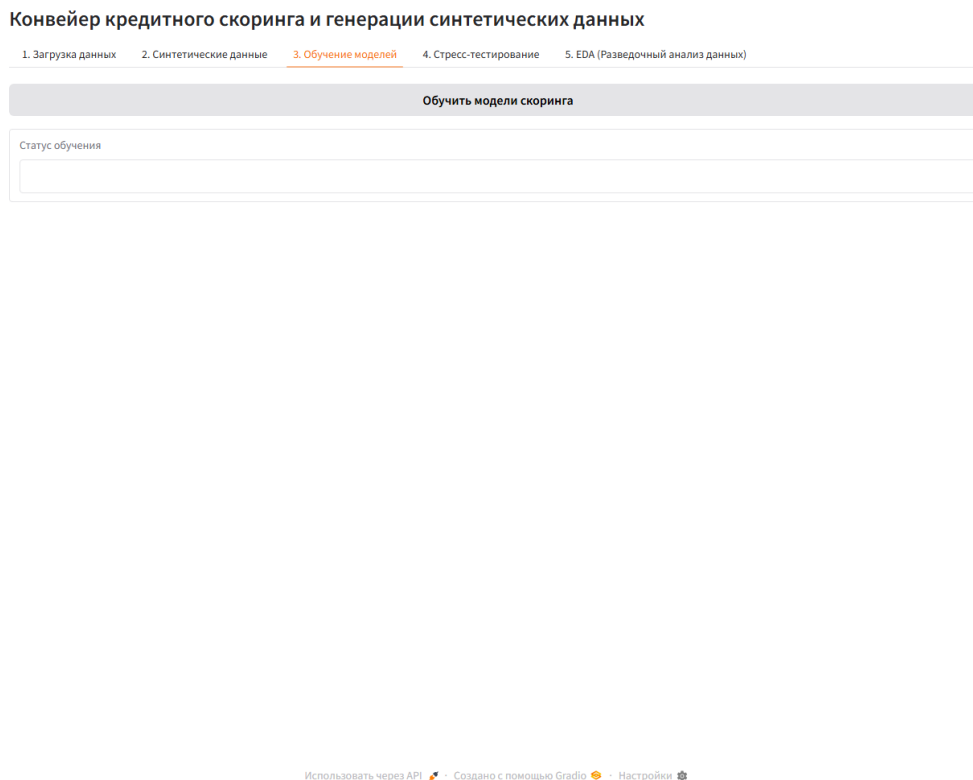 Конвейер кредитного скоринга и генерации синтетических данных
1. Загрузка данных 2. Синтетические данные 3. Обучение моделей 4. Стресс-тестирование 5. EDA (Разведочный анализ данных)
Обучить модели скоринга
Статус обучения
Использовать через API · Создано с помощью Gradio · Настройки